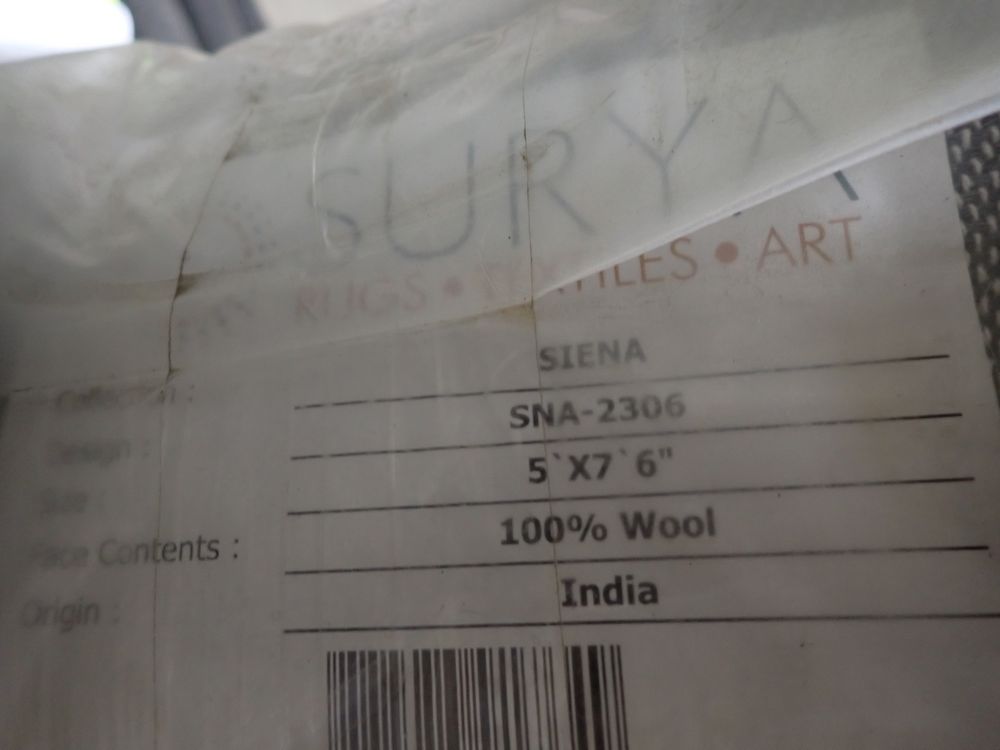 SURYA
RUGS • TEXTILES • ART
Collection : SIENA
Design : SNA-2306
Size : 5`X7`6"
Face Contents : 100% Wool
Origin : India